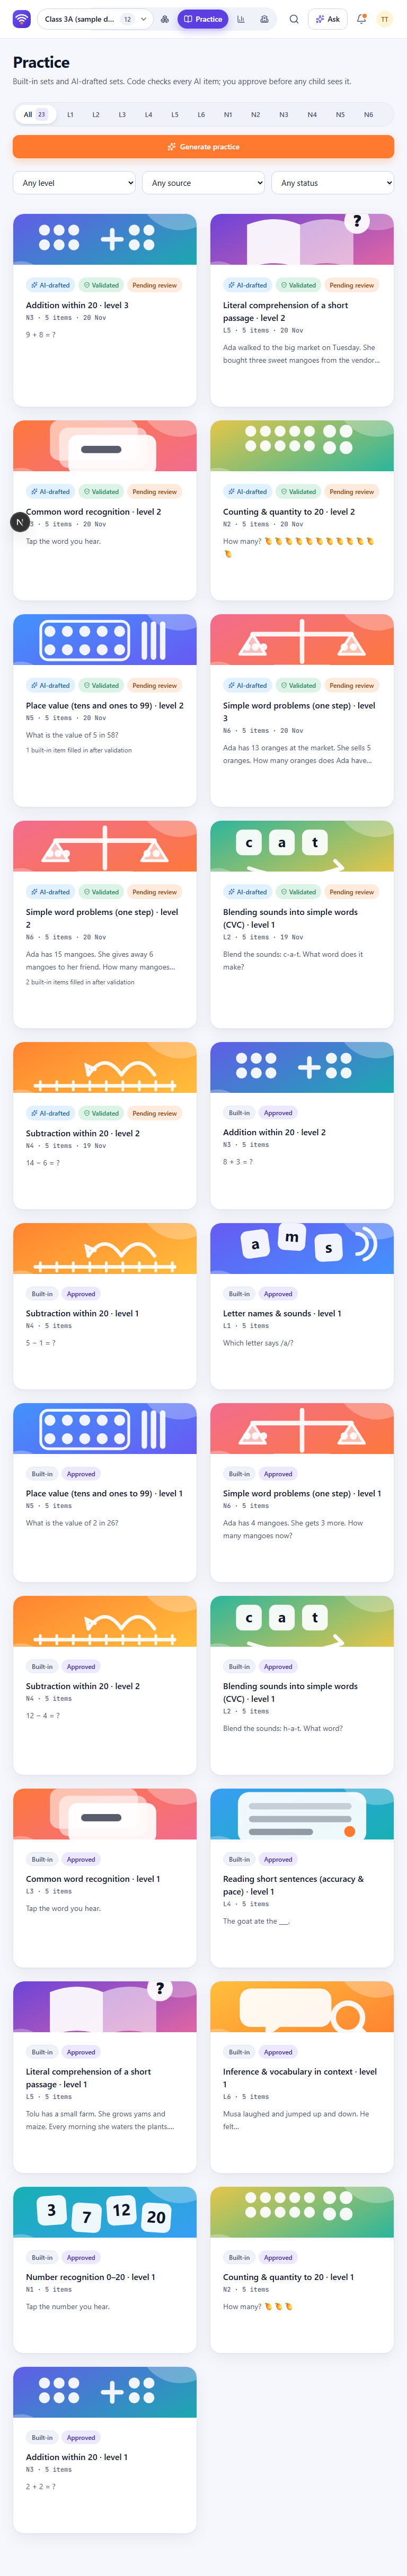 Class 3A (sample d... 12
Practice
Ask
TT
Practice
Built-in sets and AI-drafted sets. Code checks every AI item; you approve before any child sees it.
All 23 L1 L2 L3 L4 L5 L6 N1 N2 N3 N4 N5 N6
Generate practice
Any level
Any source
Any status
AI-drafted Validated Pending review
Addition within 20 · level 3
N3 · 5 items · 20 Nov
9 + 8 = ?
?
AI-drafted Validated Pending review
Literal comprehension of a short
passage · level 2
L5 · 5 items · 20 Nov
Ada walked to the big market on Tuesday. She
bought three sweet mangoes from the vendor...
AI-drafted Validated Pending review
Common word recognition · level 2
N
3 · 5 items · 20 Nov
Tap the word you hear.
AI-drafted Validated Pending review
Counting & quantity to 20 · level 2
N2 · 5 items · 20 Nov
How many?
AI-drafted Validated Pending review
Place value (tens and ones to 99) · level 2
N5 · 5 items · 20 Nov
What is the value of 5 in 58?
1 built-in item filled in after validation
AI-drafted Validated Pending review
Simple word problems (one step) · level
3
N6 · 5 items · 20 Nov
Ada has 13 oranges at the market. She sells 5
oranges. How many oranges does Ada have...
AI-drafted Validated Pending review
Simple word problems (one step) · level
2
N6 · 5 items · 20 Nov
Ada has 15 mangoes. She gives away 6
mangoes to her friend. How many mangoes...
2 built-in items filled in after validation
c a t
AI-drafted Validated Pending review
Blending sounds into simple words
(CVC) · level 1
L2 · 5 items · 19 Nov
Blend the sounds: c-a-t. What word does it
make?
AI-drafted Validated Pending review
Subtraction within 20 · level 2
N4 · 5 items · 19 Nov
14 − 6 = ?
Built-in Approved
Addition within 20 · level 2
N3 · 5 items
8 + 3 = ?
Built-in Approved
Subtraction within 20 · level 1
N4 · 5 items
5 − 1 = ?
a m s
Built-in Approved
Letter names & sounds · level 1
L1 · 5 items
Which letter says /a/?
Built-in Approved
Place value (tens and ones to 99) · level 1
N5 · 5 items
What is the value of 2 in 26?
Built-in Approved
Simple word problems (one step) · level 1
N6 · 5 items
Ada has 4 mangoes. She gets 3 more. How
many mangoes now?
Built-in Approved
Subtraction within 20 · level 2
N4 · 5 items
12 − 4 = ?
c a t
Built-in Approved
Blending sounds into simple words
(CVC) · level 1
L2 · 5 items
Blend the sounds: h-a-t. What word?
Built-in Approved
Common word recognition · level 1
L3 · 5 items
Tap the word you hear.
Built-in Approved
Reading short sentences (accuracy &
pace) · level 1
L4 · 5 items
The goat ate the ___.
?
Built-in Approved
Literal comprehension of a short
passage · level 1
L5 · 5 items
Tolu has a small farm. She grows yams and
maize. Every morning she waters the plants....
Built-in Approved
Inference & vocabulary in context · level
1
L6 · 5 items
Musa laughed and jumped up and down. He
felt...
3 7 12 20
Built-in Approved
Number recognition 0–20 · level 1
N1 · 5 items
Tap the number you hear.
Built-in Approved
Counting & quantity to 20 · level 1
N2 · 5 items
How many?
Built-in Approved
Addition within 20 · level 1
N3 · 5 items
2 + 2 = ?